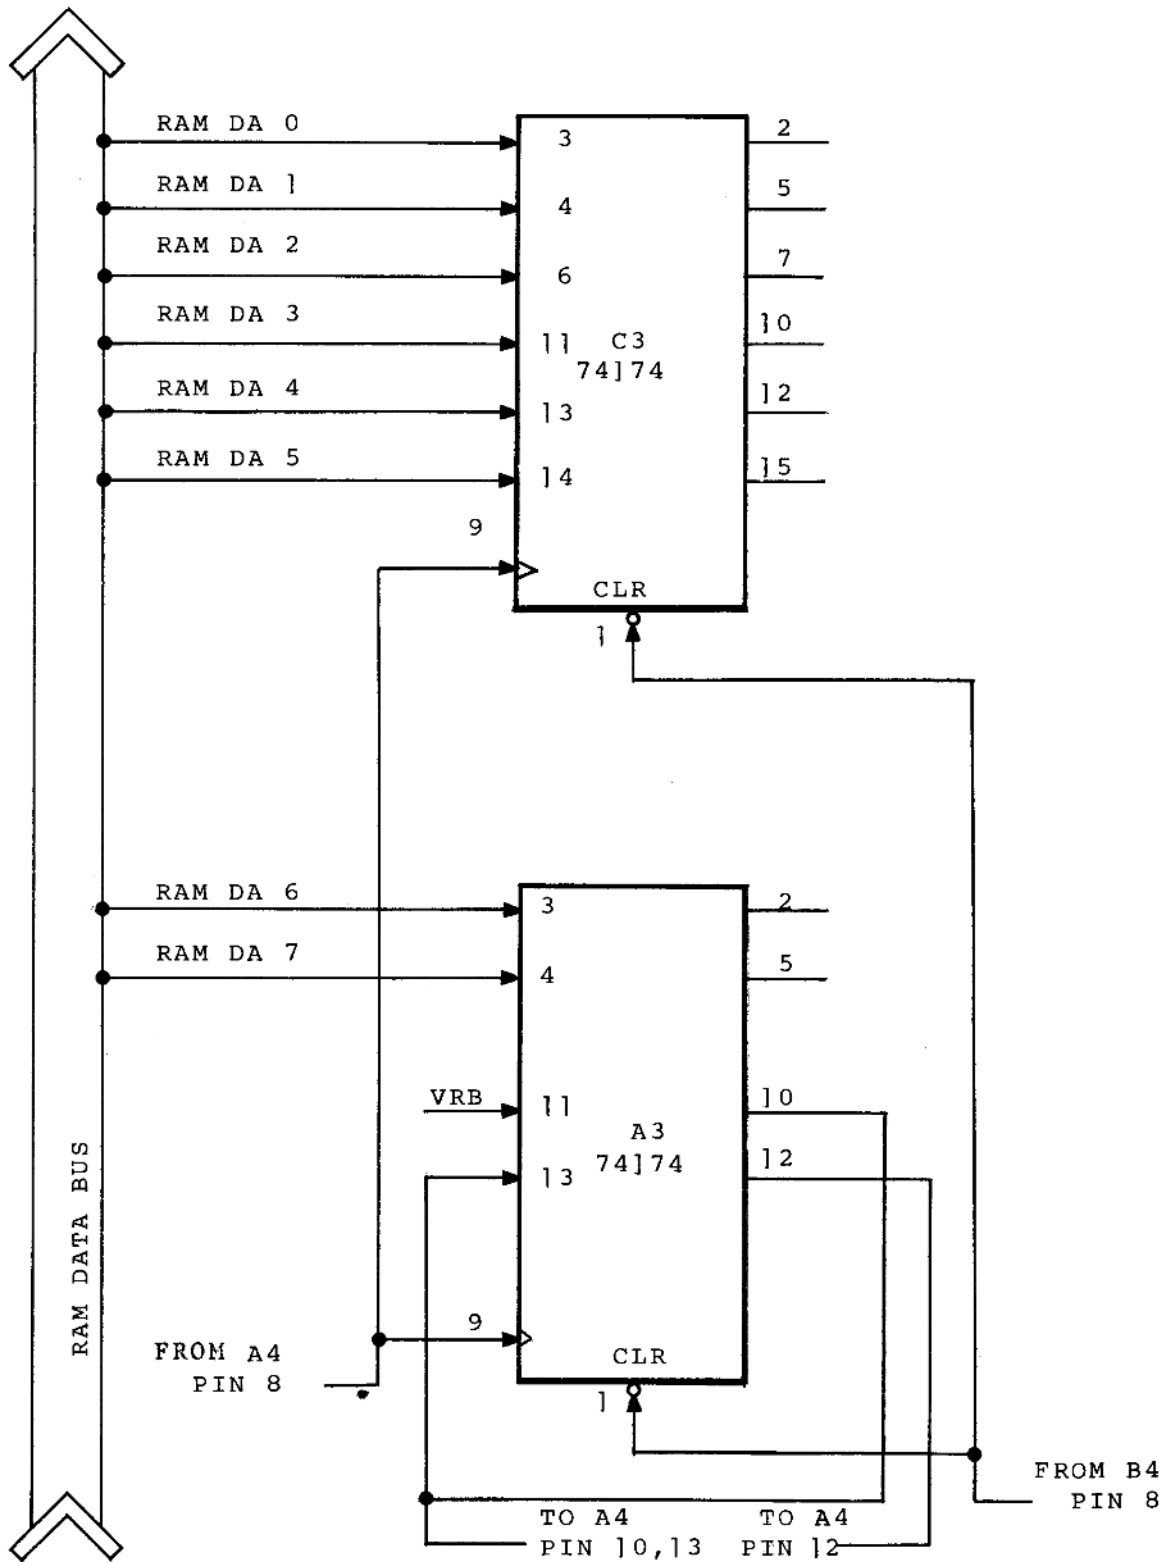 RAM DA 0
3
2
RAM DA 1
4
5
RAM DA 2
6
7
RAM DA 3
11
C3
74174
10
RAM DA 4
13
12
RAM DA 5
14
15
9
CLR
1
RAM DA 6
3
2
RAM DA 7
4
5
VRB
11
10
A3
74174
13
12
RAM DATA BUS
9
CLR
1
FROM A4
PIN 8
FROM B4
PIN 8
TO A4
PIN 10,13
TO A4
PIN 12